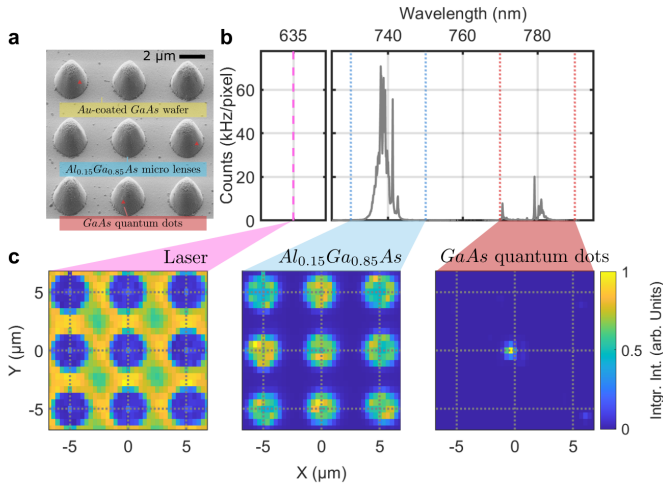 a
2 μm
Au-coated GaAs wafer
Al0.15Ga0.85As micro lenses
GaAs quantum dots
b
Wavelength (nm)
635 740 760 780
Counts (kHz/pixel)
60
40
20
0
c
Laser
Al0.15Ga0.85As
GaAs quantum dots
Y (μm)
5
0
-5
-5 0 5
-5 0 5
-5 0 5
X (μm)
1
0.5
0
Intgr. Int. (arb. Units)